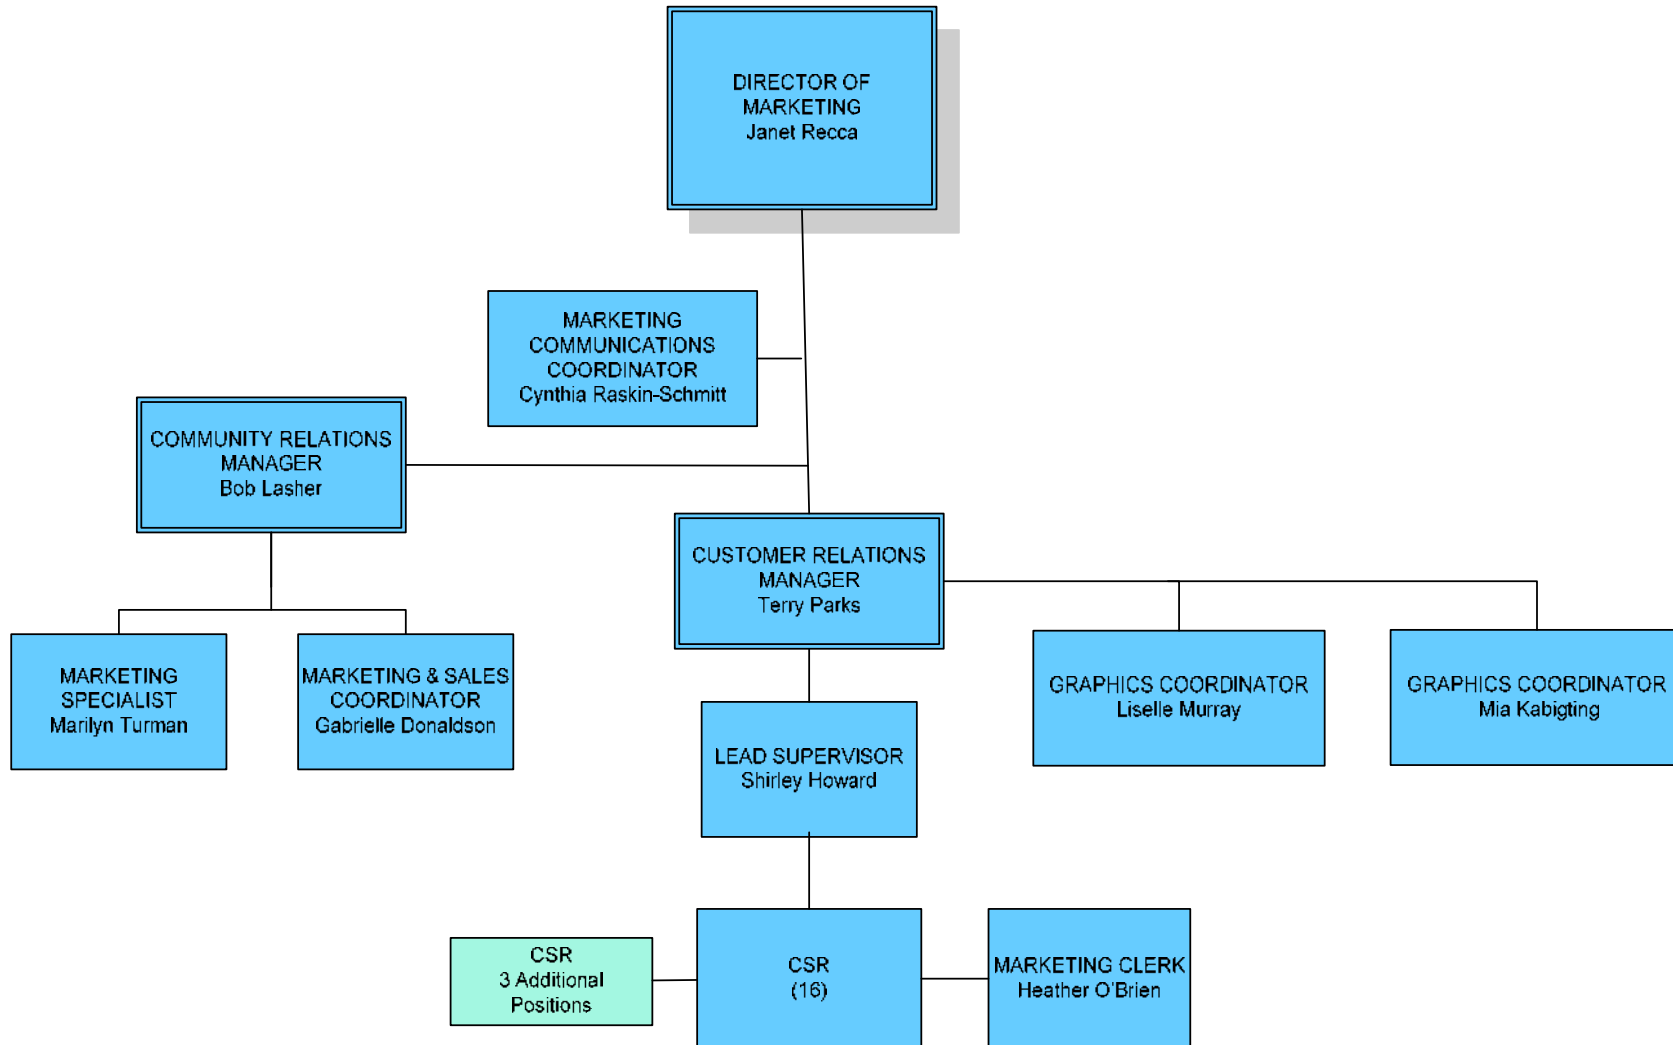 DIRECTOR OF
MARKETING
Janet Recca
MARKETING
COMMUNICATIONS
COORDINATOR
Cynthia Raskin-Schmitt
COMMUNITY RELATIONS
MANAGER
Bob Lasher
CUSTOMER RELATIONS
MANAGER
Terry Parks
MARKETING
SPECIALIST
Marilyn Turman
MARKETING & SALES
COORDINATOR
Gabrielle Donaldson
GRAPHICS COORDINATOR
Liselle Murray
GRAPHICS COORDINATOR
Mia Kabigting
LEAD SUPERVISOR
Shirley Howard
CSR
3 Additional
Positions
CSR
(16)
MARKETING CLERK
Heather O'Brien